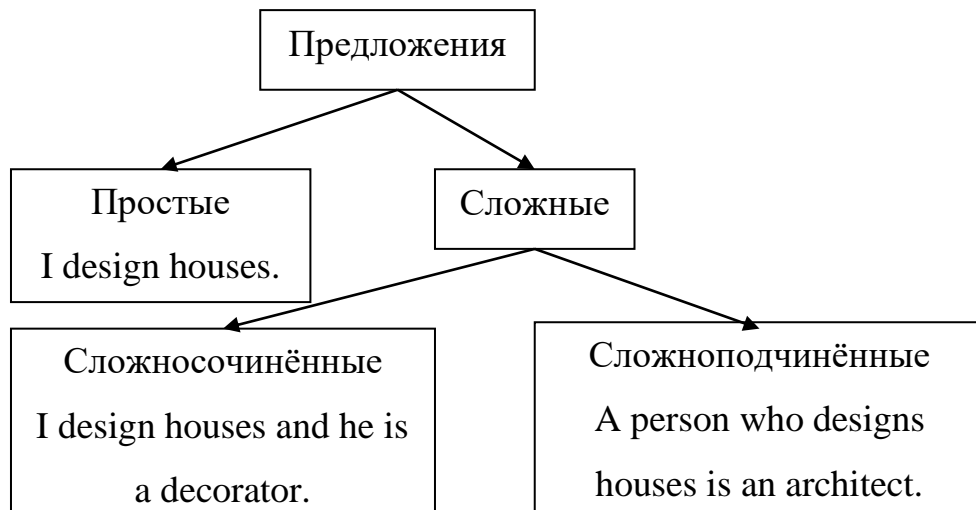 Предложения
Простые
I design houses.
Сложные
Сложносочинённые
I design houses and he is
a decorator.
Сложноподчинённые
A person who designs
houses is an architect.